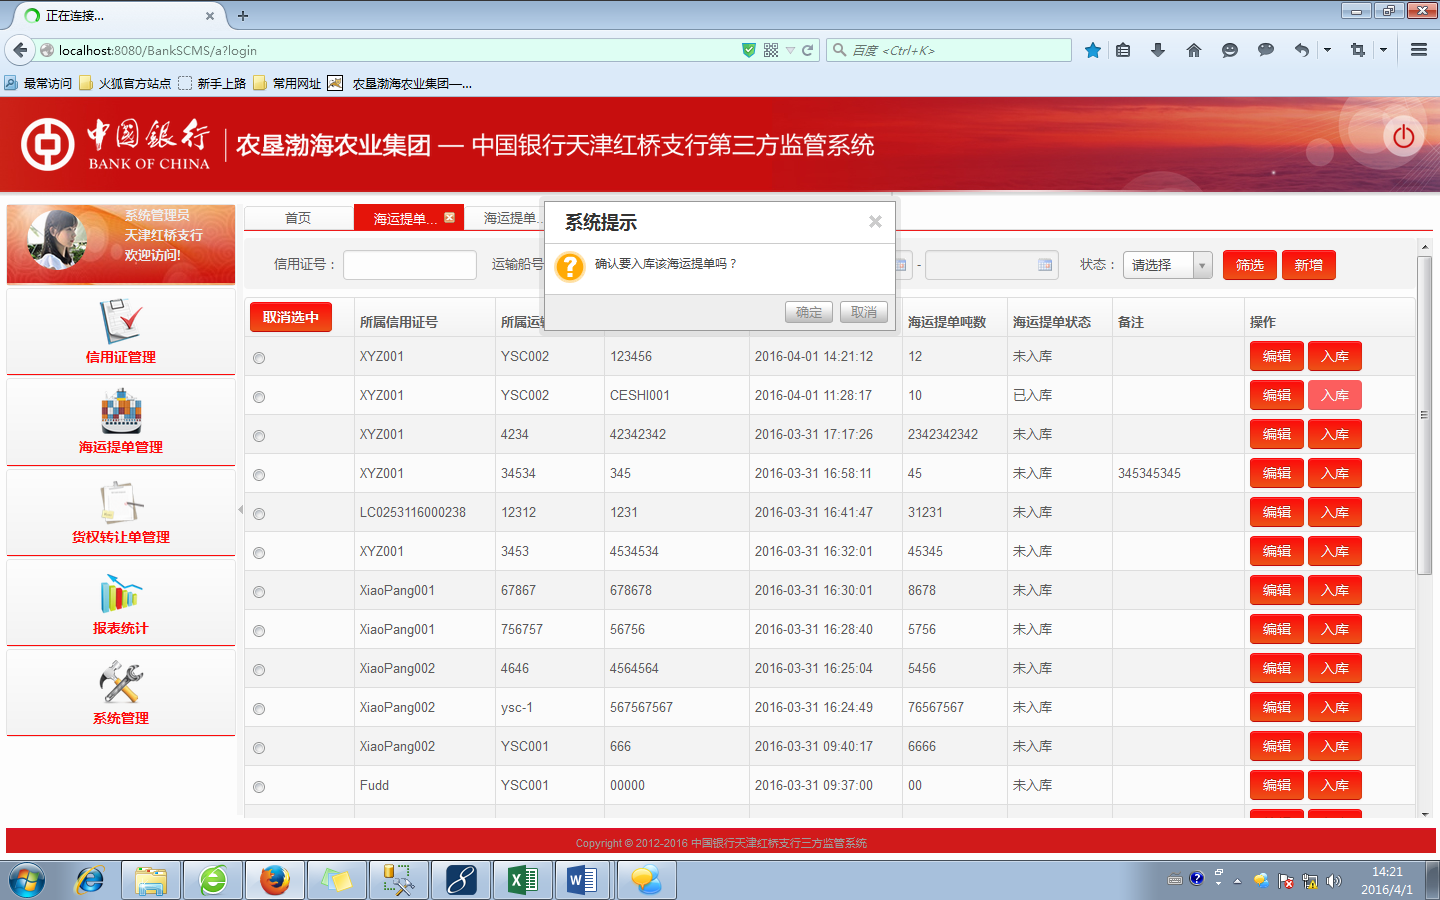 正在连接...
localhost:8080/BankSCMS/a?login
百度 <Ctrl+K>
最常访问 火狐官方站点 新手上路 常用网址 农垦渤海农业集团—...
中国银行 BANK OF CHINA 农垦渤海农业集团 — 中国银行天津红桥支行第三方监管系统
系统管理员
天津红桥支行
欢迎访问!
信用证管理
海运提单管理
货权转让单管理
报表统计
系统管理
首页 海运提单... 海运提单...
信用证号： 运输船号 - 状态： 请选择 筛选 新增
系统提示
确认要入库该海运提单吗？
确定 取消
取消选中 所属信用证号 所属运输 海运提单吨数 海运提单状态 备注 操作
XYZ001 YSC002 123456 2016-04-01 14:21:12 12 未入库 编辑 入库
XYZ001 YSC002 CESHI001 2016-04-01 11:28:17 10 已入库 编辑 入库
XYZ001 4234 42342342 2016-03-31 17:17:26 2342342342 未入库 编辑 入库
XYZ001 34534 345 2016-03-31 16:58:11 45 未入库 345345345 编辑 入库
LC0253116000238 12312 1231 2016-03-31 16:41:47 31231 未入库 编辑 入库
XYZ001 3453 4534534 2016-03-31 16:32:01 45345 未入库 编辑 入库
XiaoPang001 67867 678678 2016-03-31 16:30:01 8678 未入库 编辑 入库
XiaoPang001 756757 56756 2016-03-31 16:28:40 5756 未入库 编辑 入库
XiaoPang002 4646 4564564 2016-03-31 16:25:04 5456 未入库 编辑 入库
XiaoPang002 ysc-1 567567567 2016-03-31 16:24:49 76567567 未入库 编辑 入库
XiaoPang002 YSC001 666 2016-03-31 09:40:17 6666 未入库 编辑 入库
Fudd YSC001 00000 2016-03-31 09:37:00 00 未入库 编辑 入库
Copyright © 2012-2016 中国银行天津红桥支行三方监管系统
14:21
2016/4/1